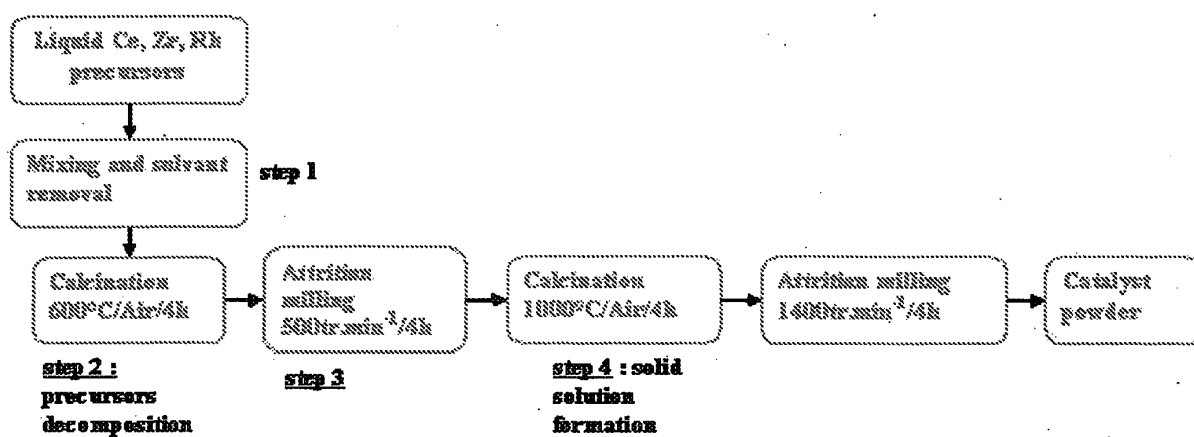 Liquid Ce, Zr, Rh
precursors
Mixing and solvant
removal
step 1
Calcination
600°C/Air/4h
Attrition
milling
500tr.min⁻¹/4h
Calcination
1000°C/Air/4h
Attrition milling
1400tr.min⁻¹/4h
Catalyst
powder
step 2 :
precursors
decomposition
step 3
step 4 : solid
solution
formation